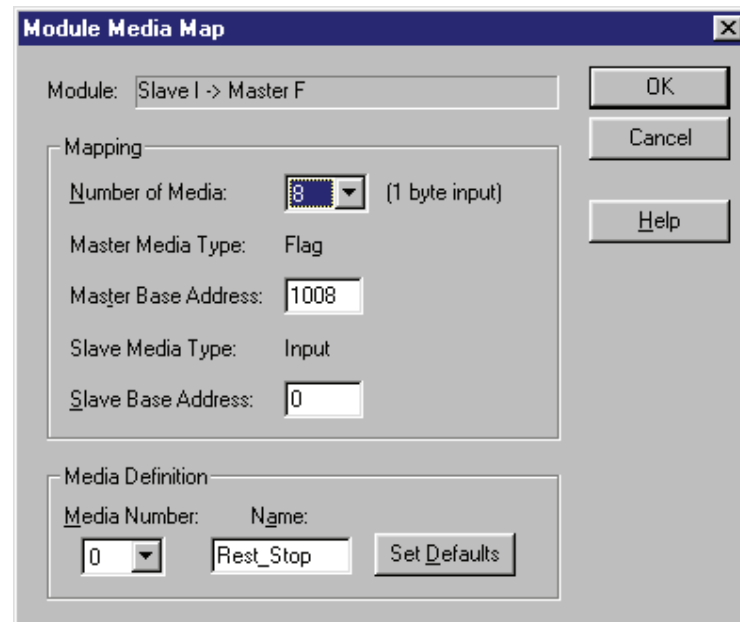 Module Media Map
Module: Slave I -> Master F
OK
Cancel
Help
Mapping
Number of Media: 8 (1 byte input)
Master Media Type: Flag
Master Base Address: 1008
Slave Media Type: Input
Slave Base Address: 0
Media Definition
Media Number: Name:
0 Rest_Stop Set Defaults